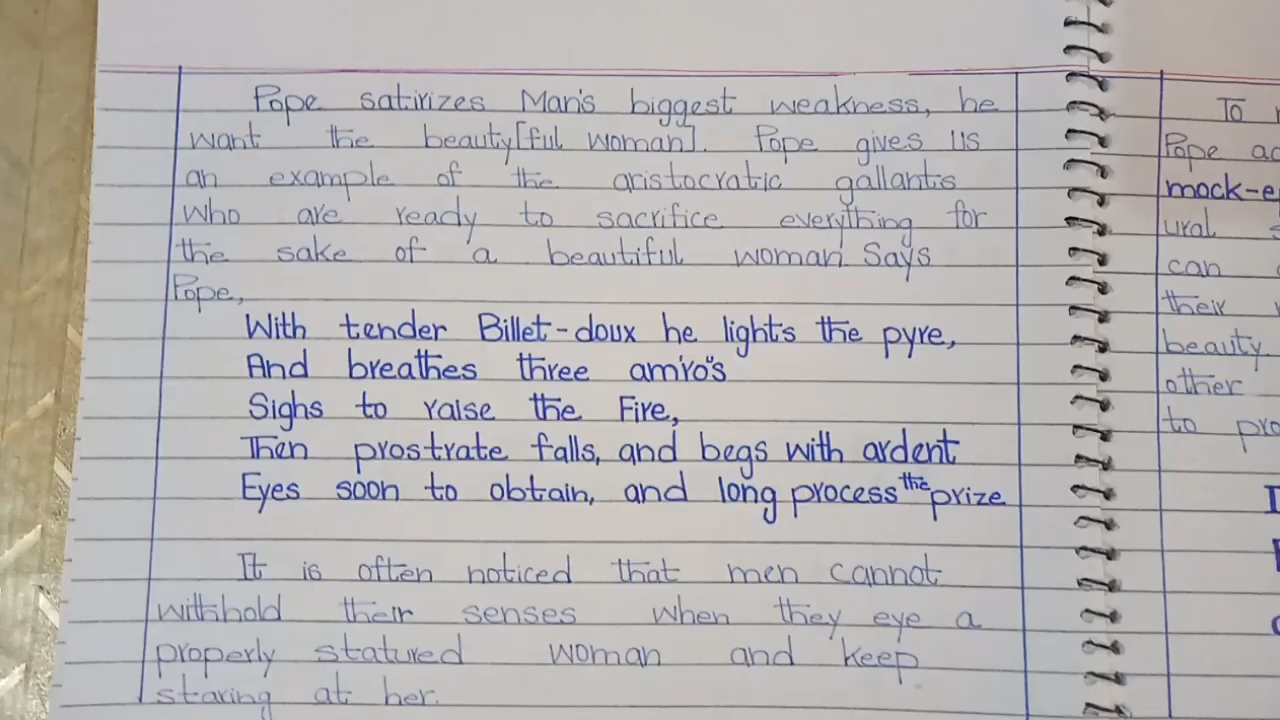 Pope satirizes Man's biggest weakness, he
want the beauty[ful woman]. Pope gives us
an example of the aristocratic gallantis
who are ready to sacrifice everything for
the sake of a beautiful woman. Says
Pope,
With tender Billet-doux he lights the pyre,
And breathes three amiro's
Sighs to raise the Fire,
Then prostrate falls, and begs with ardent
Eyes soon to obtain, and long process the prize
It is often noticed that men cannot
withhold their senses when they eye a
properly statured woman and keep
staring at her.
To
Pope
mock-e
ural
can
their
beauty
other
to pro